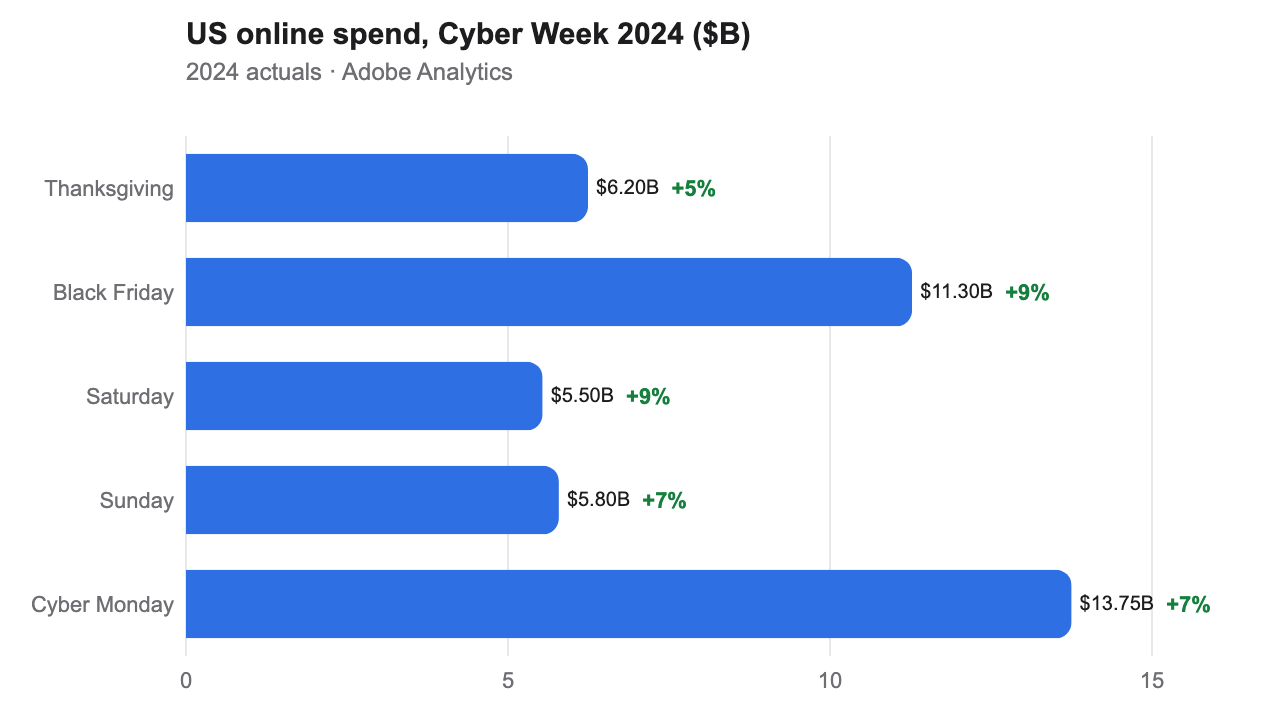 US online spend, Cyber Week 2024 ($B)
2024 actuals · Adobe Analytics
Thanksgiving $6.20B +5%
Black Friday $11.30B +9%
Saturday $5.50B +9%
Sunday $5.80B +7%
Cyber Monday $13.75B +7%
0 5 10 15